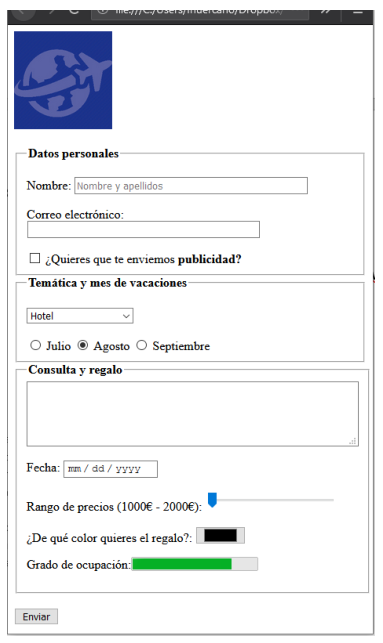 Datos personales
Nombre: Nombre y apellidos
Correo electrónico:
¿Quieres que te enviemos publicidad?
Temática y mes de vacaciones
Hotel
Julio Agosto Septiembre
Consulta y regalo
Fecha: mm / dd / yyyy
Rango de precios (1000€ - 2000€):
¿De qué color quieres el regalo?:
Grado de ocupación:
Enviar